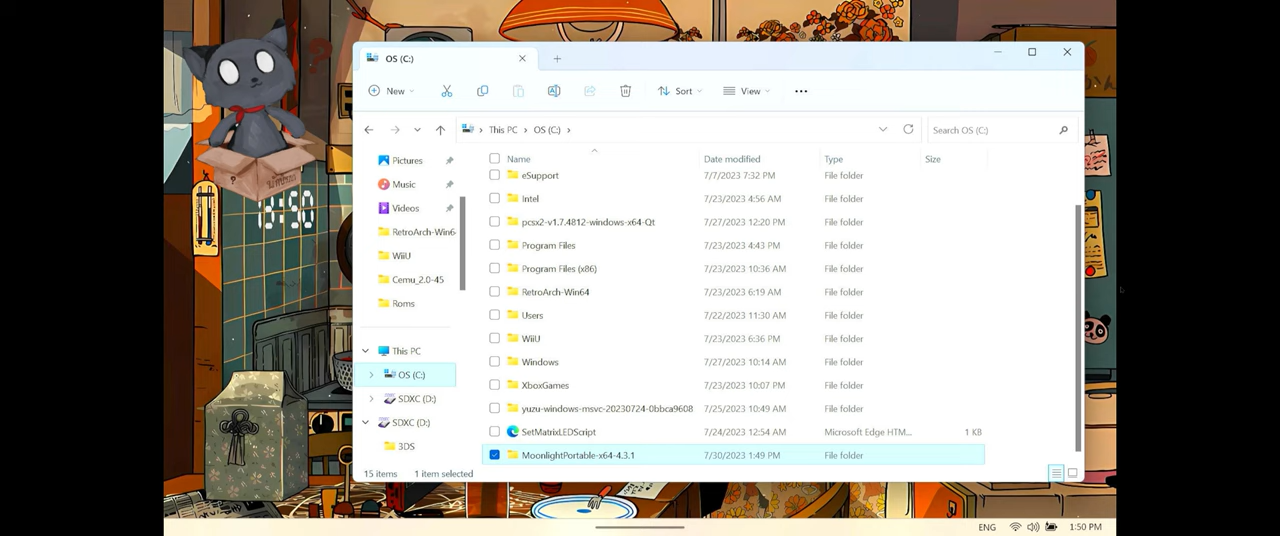 OS (C:)
New
Sort
View
This PC > OS (C:) >
Search OS (C:)
Pictures
Music
Videos
RetroArch-Win6
WiiU
Cemu_2.0-45
Roms
This PC
OS (C:)
SDXC (D:)
SDXC (D:)
3DS
Name Date modified Type Size
eSupport 7/7/2023 7:32 PM File folder
Intel 7/23/2023 4:56 AM File folder
pcsx2-v1.7.4812-windows-x64-Qt 7/27/2023 12:20 PM File folder
Program Files 7/23/2023 4:43 PM File folder
Program Files (x86) 7/23/2023 10:36 AM File folder
RetroArch-Win64 7/23/2023 6:19 AM File folder
Users 7/22/2023 11:30 AM File folder
WiiU 7/23/2023 6:36 PM File folder
Windows 7/27/2023 10:14 AM File folder
XboxGames 7/23/2023 10:07 PM File folder
yuzu-windows-msvc-20230724-0bbca9608 7/25/2023 10:49 AM File folder
SetMatrixLEDScript 7/24/2023 12:54 AM Microsoft Edge HTM... 1 KB
MoonlightPortable-x64-4.3.1 7/30/2023 1:49 PM File folder
15 items 1 item selected
ENG 1:50 PM